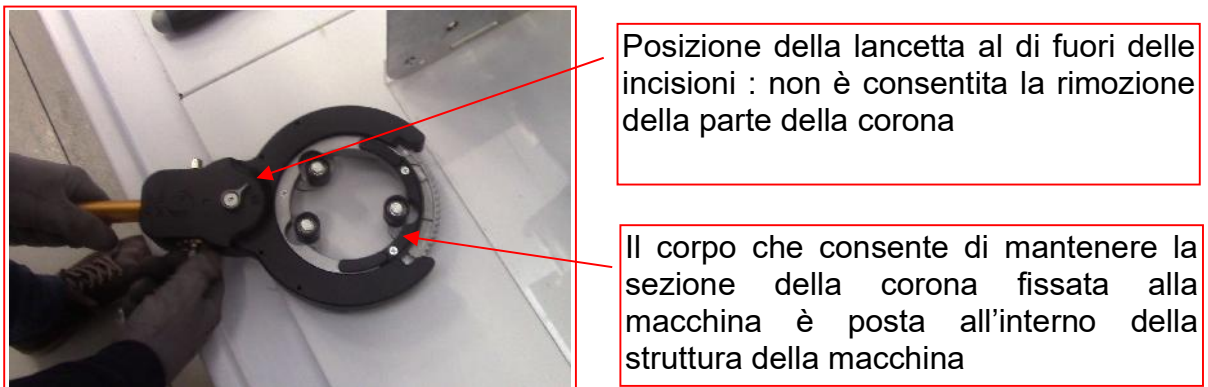 Posizione della lancetta al di fuori delle
incisioni : non è consentita la rimozione
della parte della corona
Il corpo che consente di mantenere la
sezione della corona fissata alla
macchina è posta all’interno della
struttura della macchina